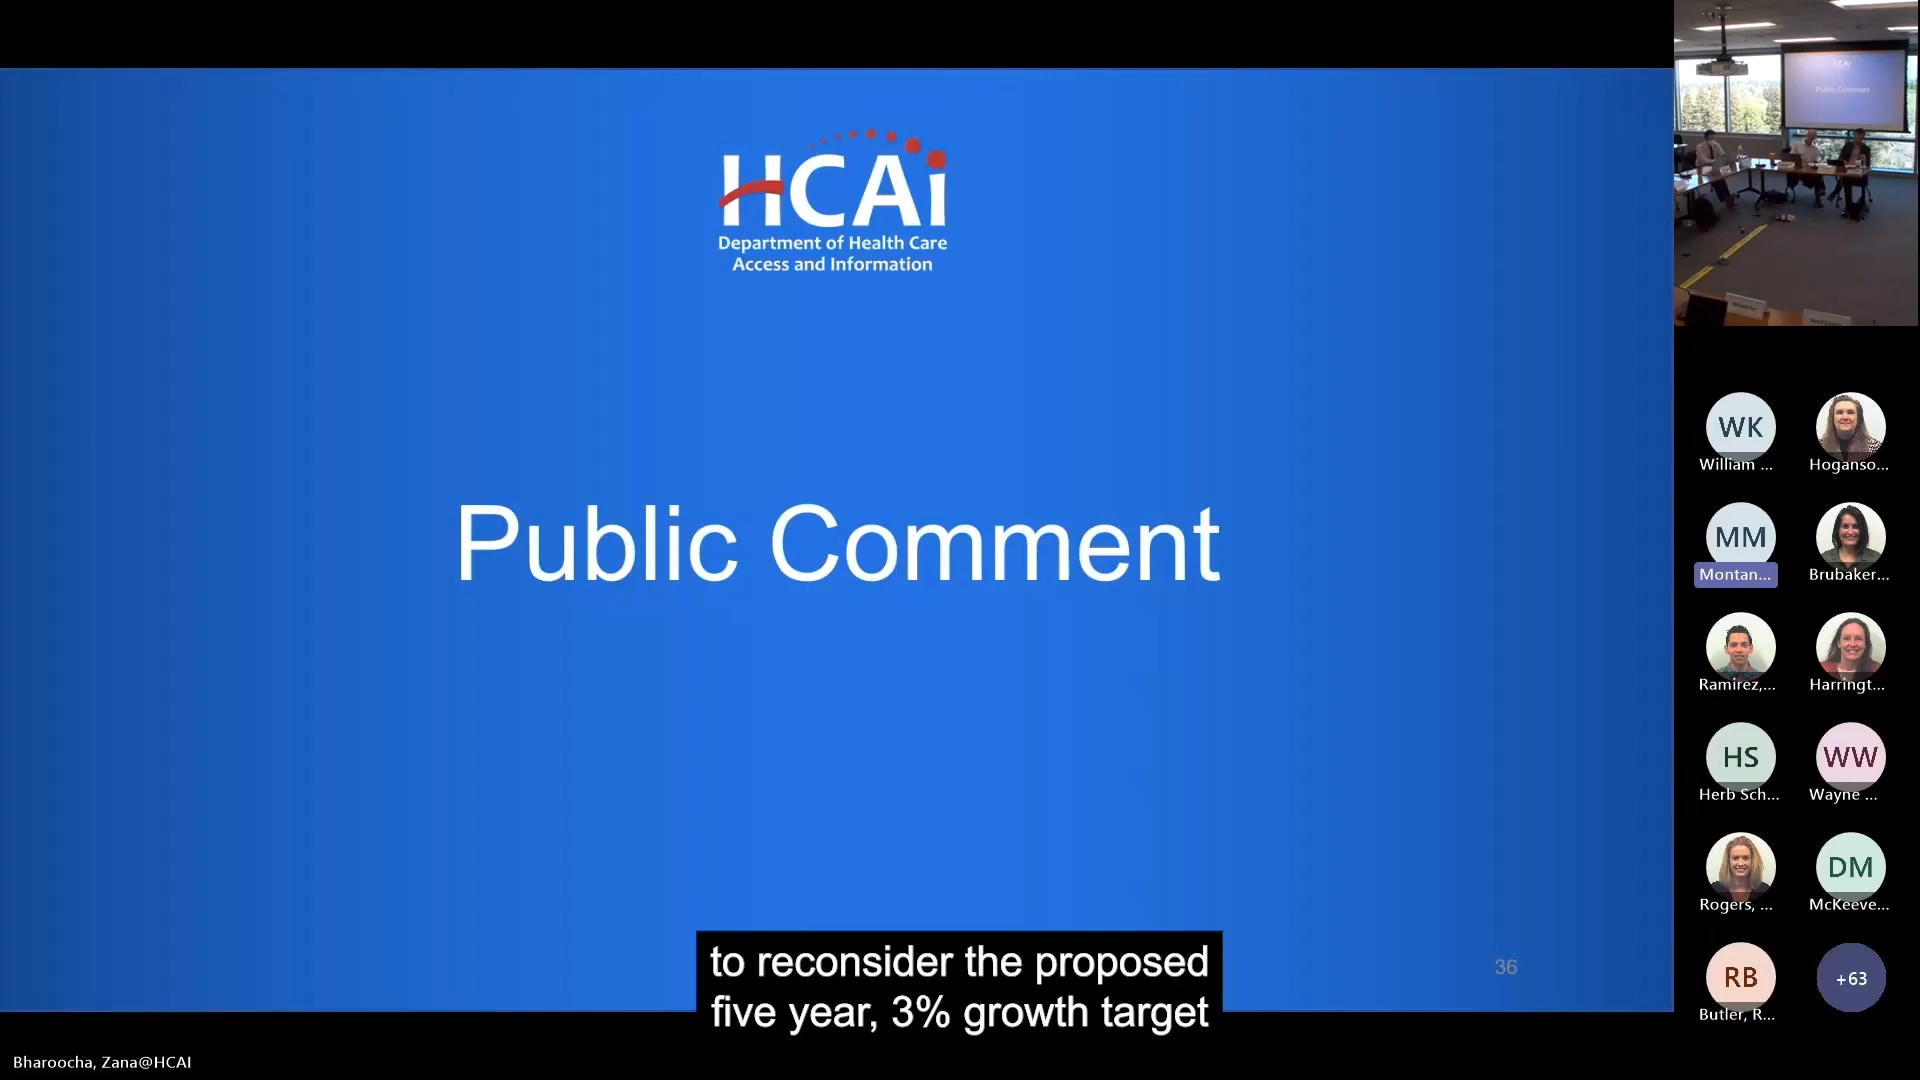 HCAi
Department of Health Care
Access and Information
Public Comment
to reconsider the proposed
five year, 3% growth target
36
Bharoocha, Zana@HCAI
Public Comment
WK
William ...
Hoganso...
MM
Montan...
Brubaker...
Ramirez,...
Harringt...
HS
Herb Sch...
WW
Wayne ...
Rogers, ...
DM
McKeeve...
RB
Butler, R...
+63